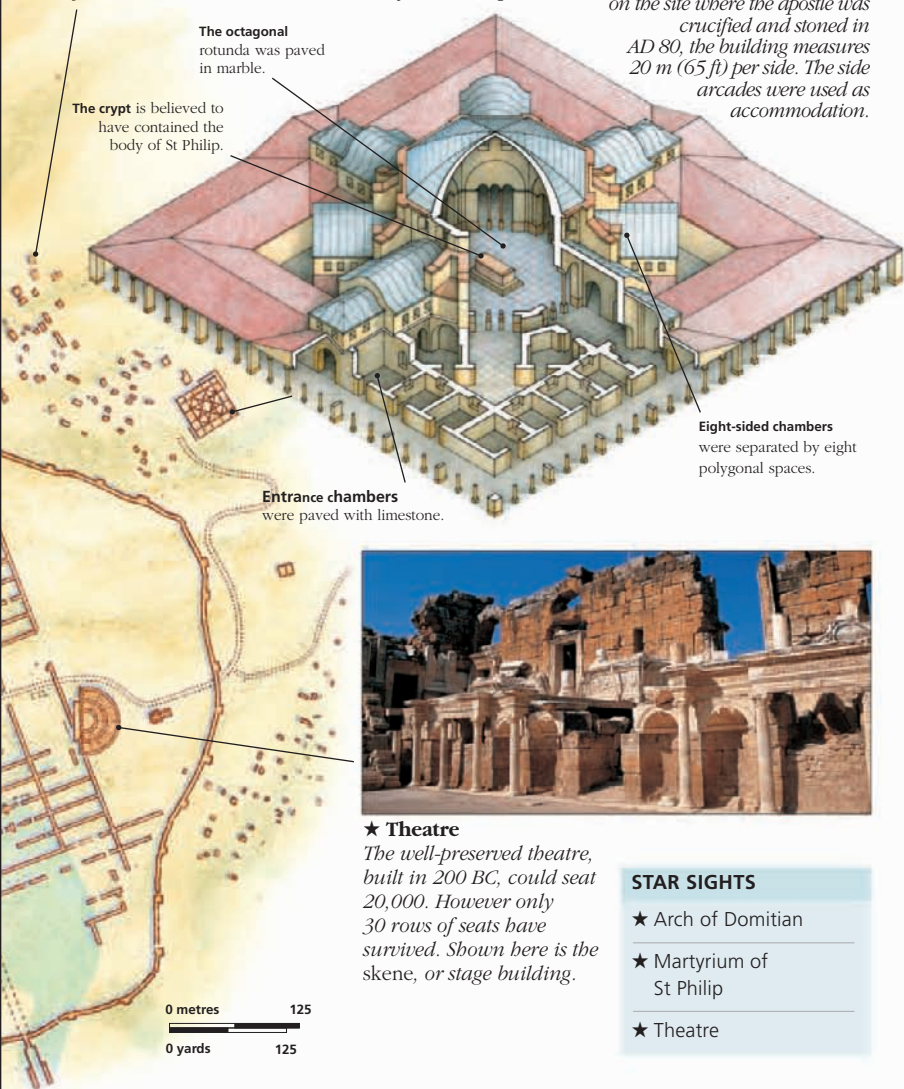 on the site where the apostle was
crucified and stoned in
AD 80, the building measures
20 m (65 ft) per side. The side
arcades were used as
accommodation.
The octagonal
rotunda was paved
in marble.
The crypt is believed to
have contained the
body of St Philip.
Eight-sided chambers
were separated by eight
polygonal spaces.
Entrance chambers
were paved with limestone.
★ Theatre
The well-preserved theatre,
built in 200 BC, could seat
20,000. However only
30 rows of seats have
survived. Shown here is the
skene, or stage building.
STAR SIGHTS
★ Arch of Domitian
★ Martyrium of
St Philip
★ Theatre
0 metres 125
0 yards 125